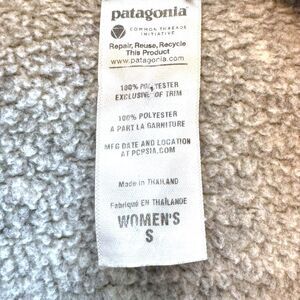 patagonia
COMMON THREADS
INITIATIVE
Repair, Reuse, Recycle
This Product
www.patagonia.com
100% POLYESTER
EXCLUSIVE OF TRIM
100% POLYESTER
A PART LA GARNITURE
MFG DATE AND LOCATION
AT PCPSIA.COM
Made in THAILAND
Fabriqué EN THAÏLANDE
WOMEN'S
S